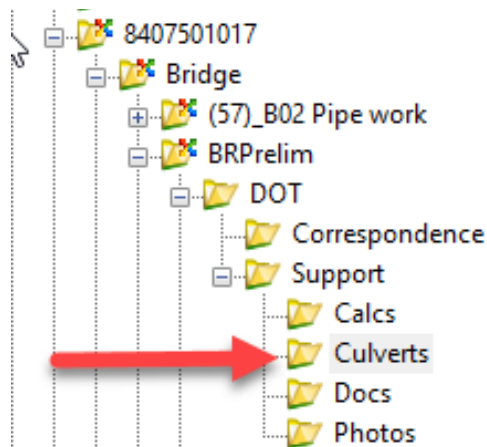 8407501017
Bridge
(57)_B02 Pipe work
BRPrelim
DOT
Correspondence
Support
Calcs
Culverts
Docs
Photos